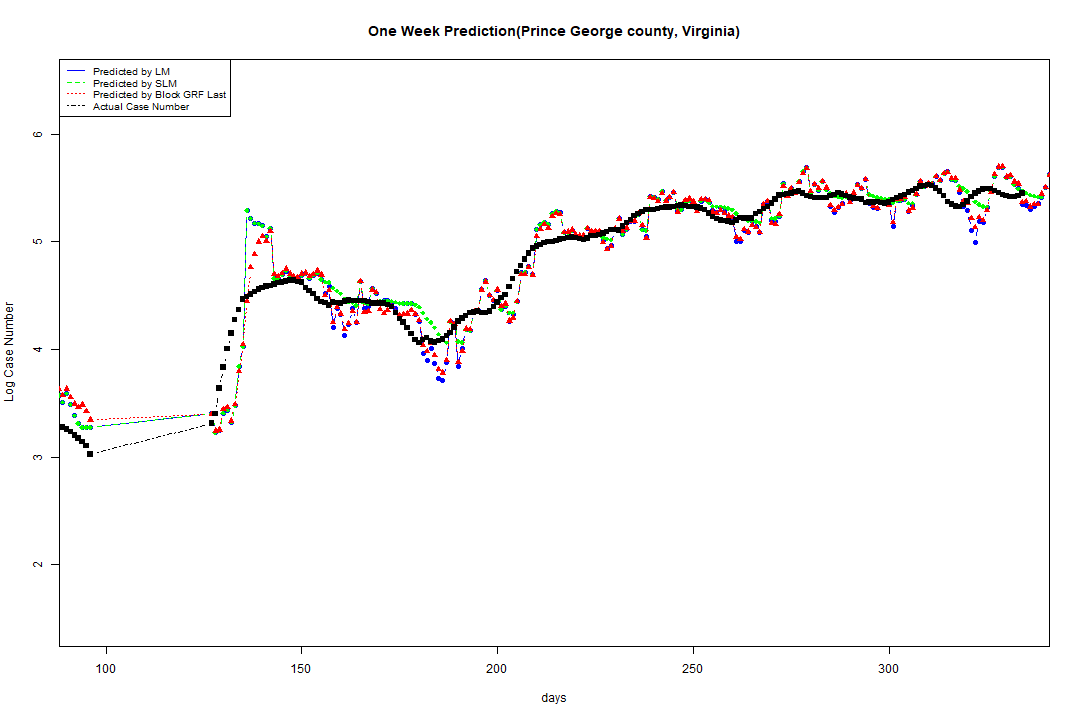 One Week Prediction(Prince George county, Virginia)
Predicted by LM
Predicted by SLM
Predicted by Block GRF Last
Actual Case Number
Log Case Number
6
5
4
3
2
100 150 200 250 300
days